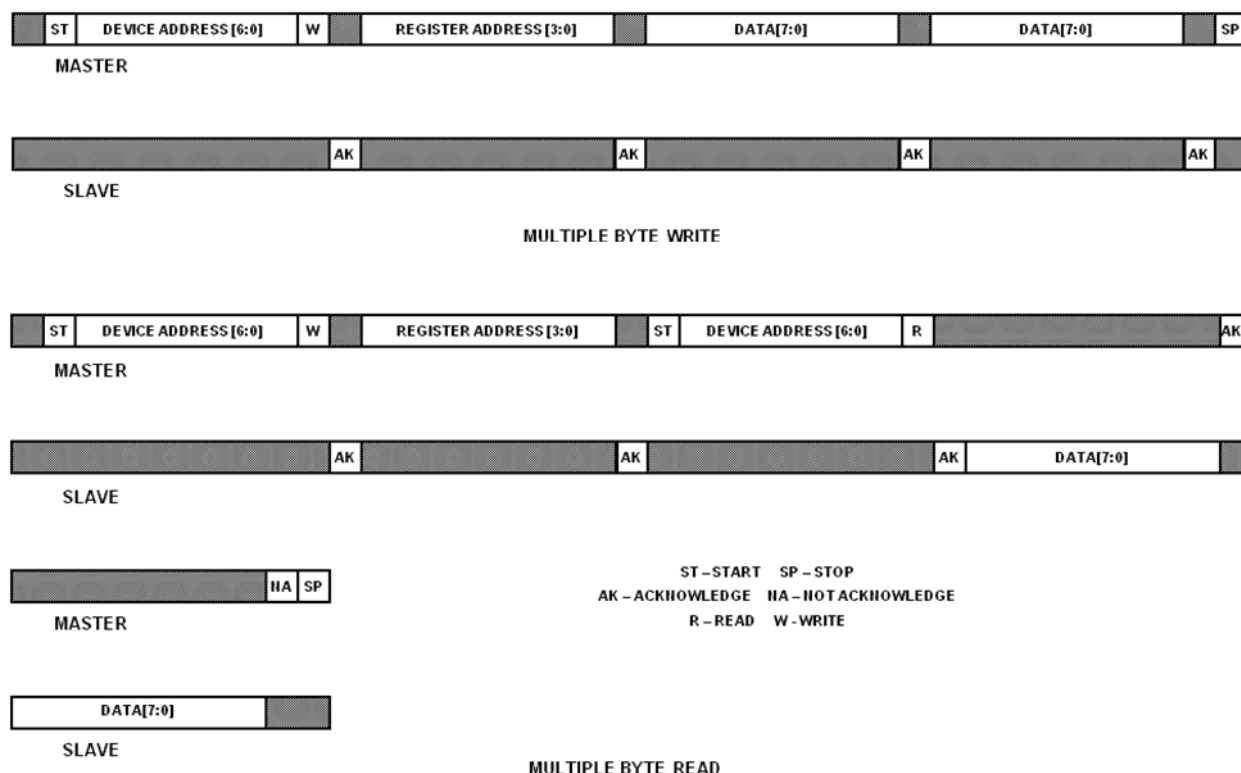 ST DEVICE ADDRESS [6:0] W REGISTER ADDRESS [3:0] DATA[7:0] DATA[7:0] SP
MASTER
AK AK AK AK
SLAVE
MULTIPLE BYTE WRITE
ST DEVICE ADDRESS [6:0] W REGISTER ADDRESS [3:0] ST DEVICE ADDRESS [6:0] R AK
MASTER
AK AK AK DATA[7:0]
SLAVE
NA SP
MASTER
ST – START SP – STOP
AK – ACKNOWLEDGE NA – NOT ACKNOWLEDGE
R – READ W - WRITE
DATA[7:0]
SLAVE
MULTIPLE BYTE READ